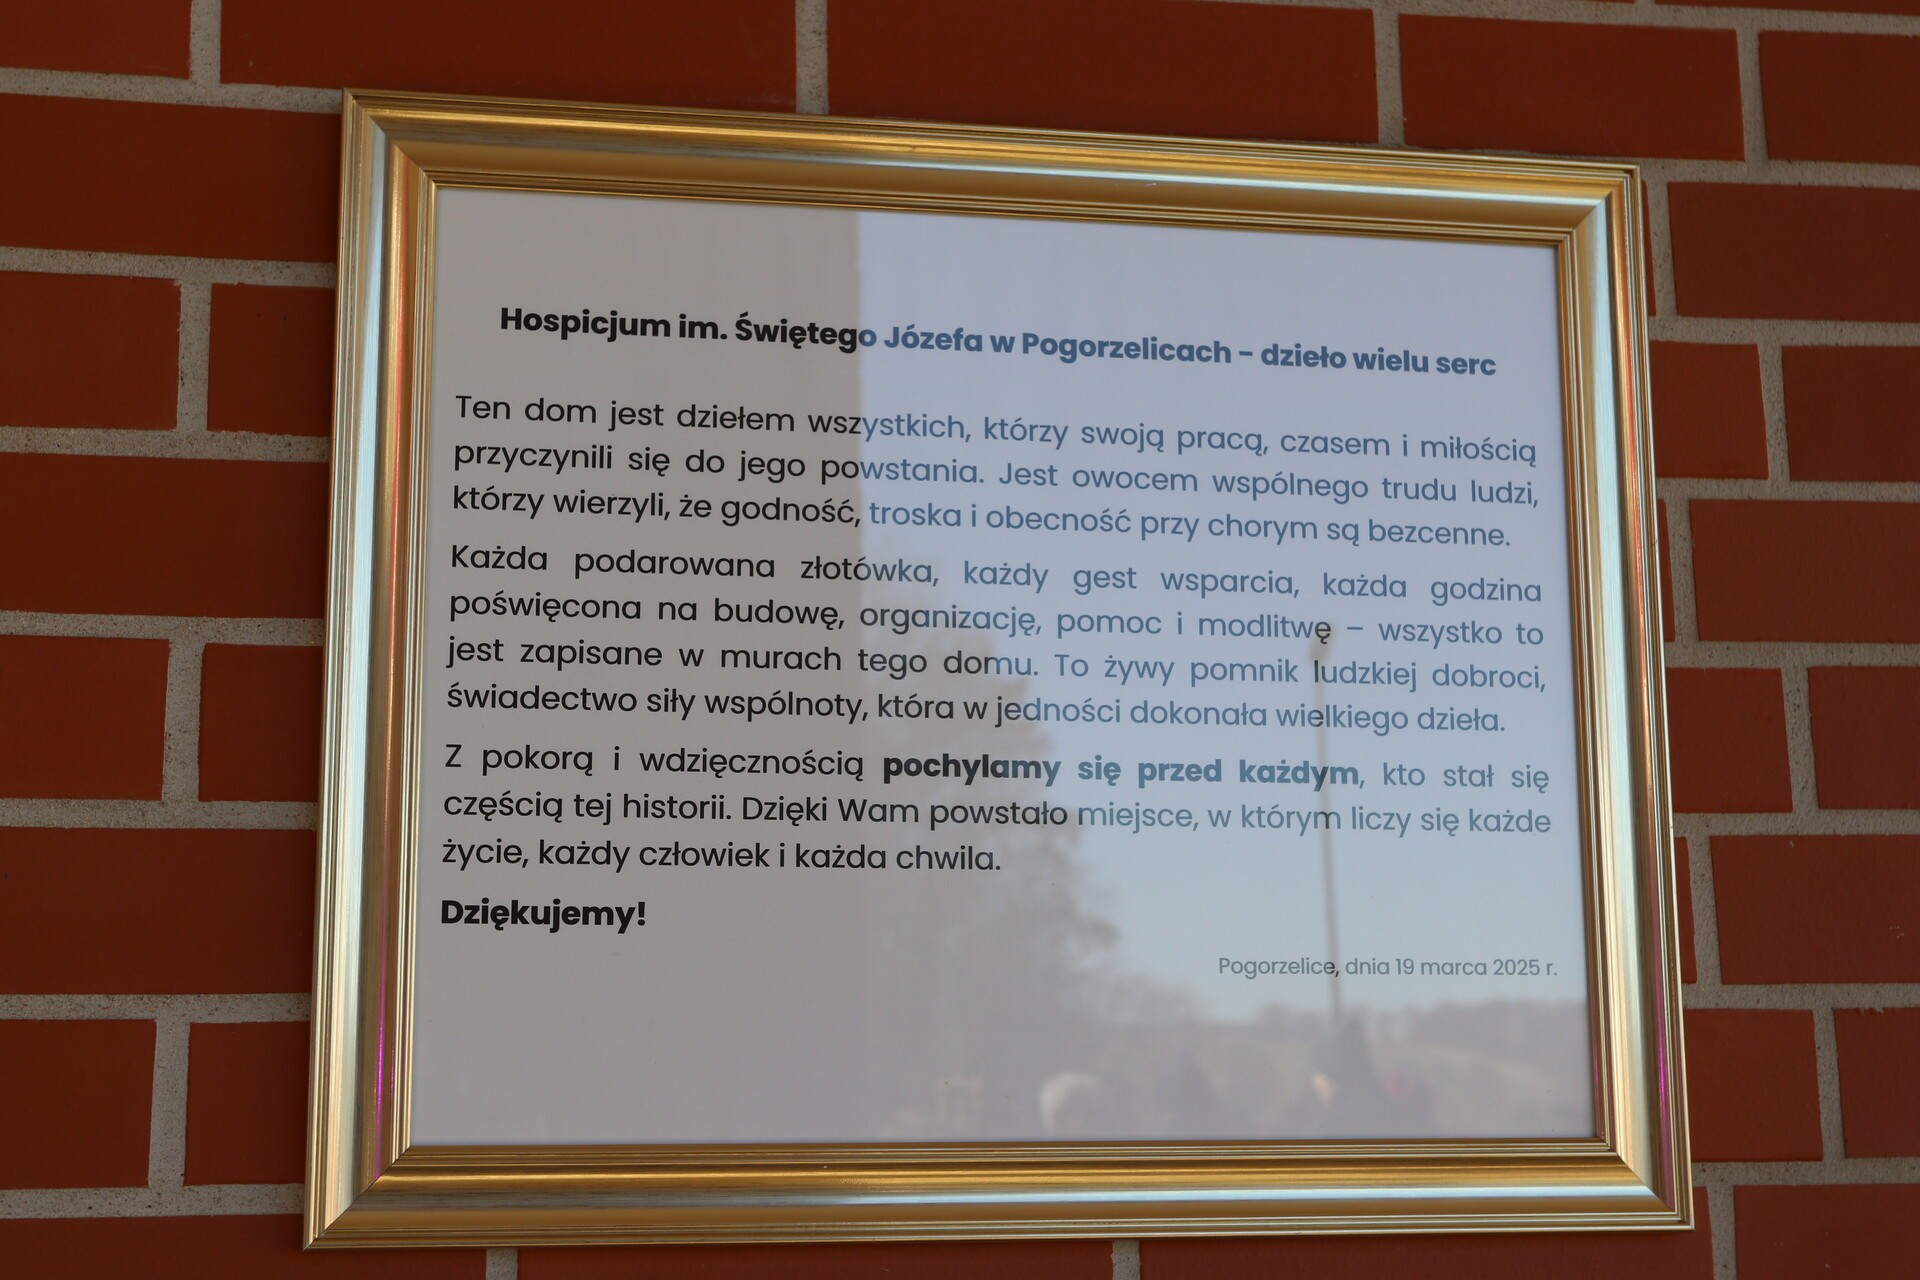 Hospicjum im. Świętego Józefa w Pogorzelicach – dzieło wielu serc
Ten dom jest dziełem wszystkich, którzy swoją pracą, czasem i miłością
przyczynili się do jego powstania. Jest owocem wspólnego trudu ludzi,
którzy wierzyli, że godność, troska i obecność przy chorym są bezcenne.
Każda podarowana złotówka, każdy gest wsparcia, każda godzina
poświęcona na budowę, organizację, pomoc i modlitwę – wszystko to
jest zapisane w murach tego domu. To żywy pomnik ludzkiej dobroci,
świadectwo siły wspólnoty, która w jedności dokonała wielkiego dzieła.
Z pokorą i wdzięcznością pochylamy się przed każdym, kto stał się
częścią tej historii. Dzięki Wam powstało miejsce, w którym liczy się każde
życie, każdy człowiek i każda chwila.
Dziękujemy!
Pogorzelice, dnia 19 marca 2025 r.